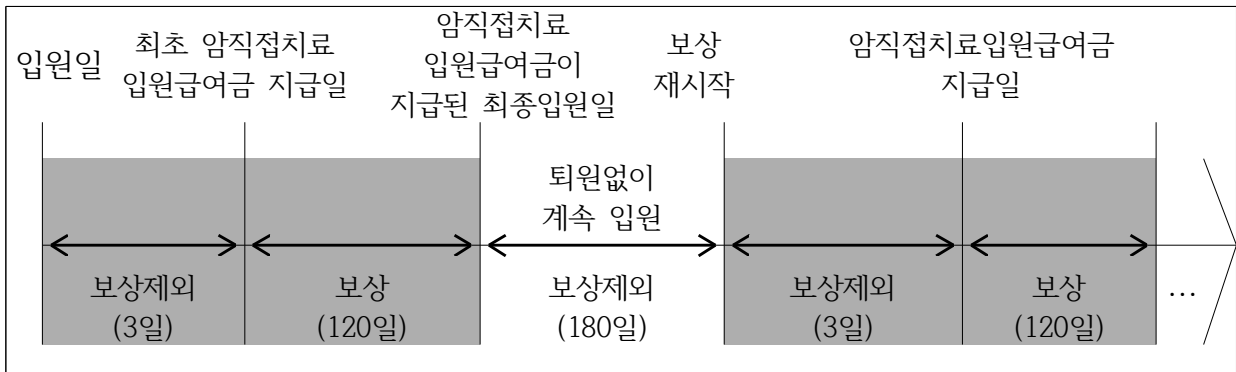 입원일
최초 암직접치료
입원급여금 지급일
암직접치료
입원급여금이
지급된 최종입원일
보상
재시작
암직접치료입원급여금
지급일
퇴원없이
계속 입원
보상제외
(3일)
보상
(120일)
보상제외
(180일)
보상제외
(3일)
보상
(120일)
…